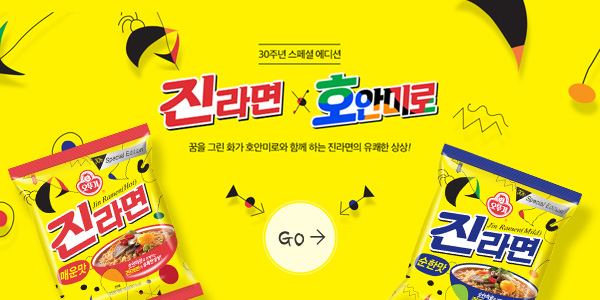 30주년 스페셜 에디션
진라면 × 호안미로
꿈을 그린 화가 호안미로와 함께 하는 진라면의 유쾌한 상상!
GO →
Special Edition
오뚜기
Jin Ramen(Hot)
진라면
매운맛
Special Edition
오뚜기
Jin Ramen(Mild)
진라면
순한맛